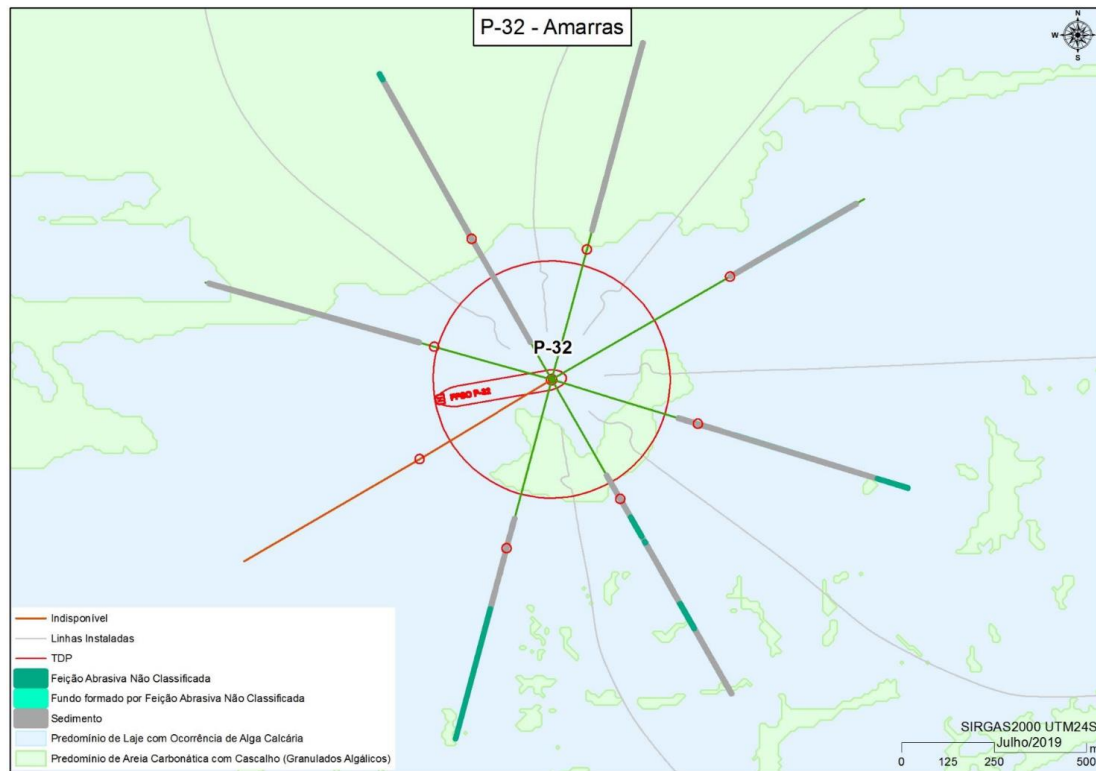 P-32 - Amarras
N
W
E
S
P-32
FPSO P-32
Indisponível
Linhas Instaladas
TDP
Feição Abrasiva Não Classificada
Fundo formado por Feição Abrasiva Não Classificada
Sedimento
Predomínio de Laje com Ocorrência de Alga Calcária
Predomínio de Areia Carbonática com Cascalho (Granulados Algálicos)
SIRGAS2000 UTM24S
Julho/2019
0 125 250 500 m